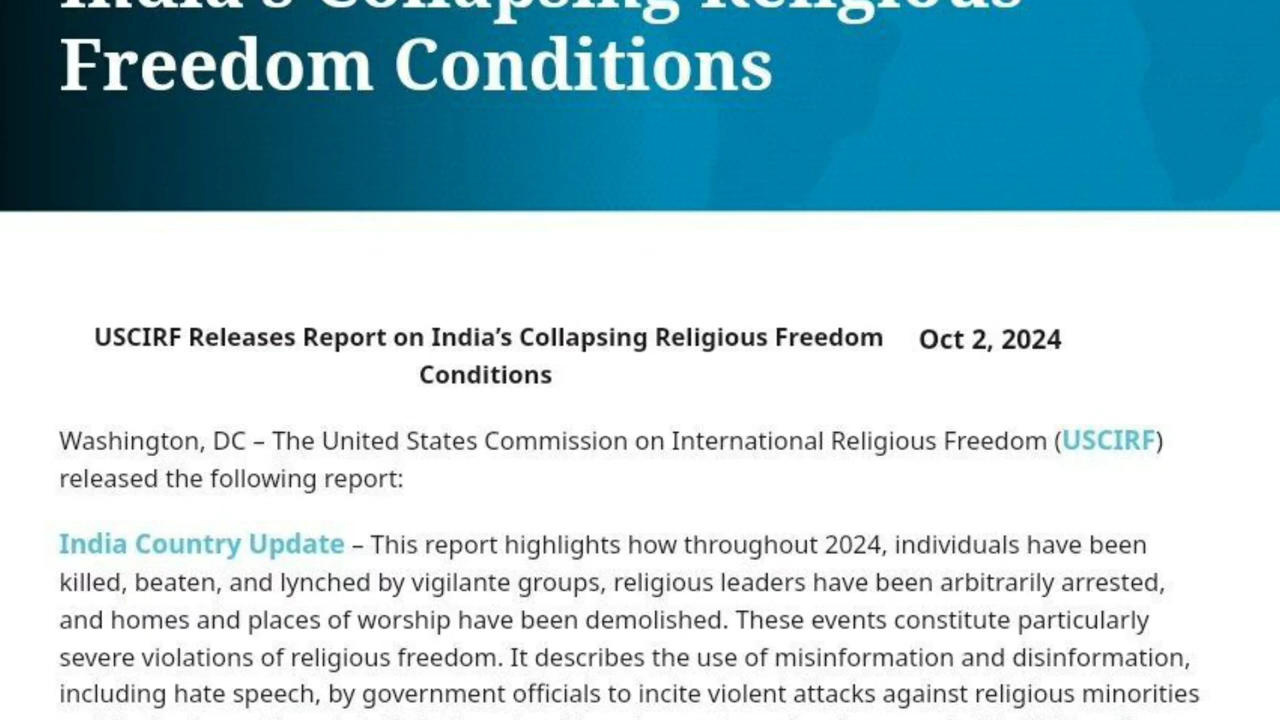 India's Collapsing Religious
Freedom Conditions
USCIRF Releases Report on India’s Collapsing Religious Freedom
Conditions
Oct 2, 2024
Washington, DC – The United States Commission on International Religious Freedom (USCIRF)
released the following report:
India Country Update – This report highlights how throughout 2024, individuals have been
killed, beaten, and lynched by vigilante groups, religious leaders have been arbitrarily arrested,
and homes and places of worship have been demolished. These events constitute particularly
severe violations of religious freedom. It describes the use of misinformation and disinformation,
including hate speech, by government officials to incite violent attacks against religious minorities